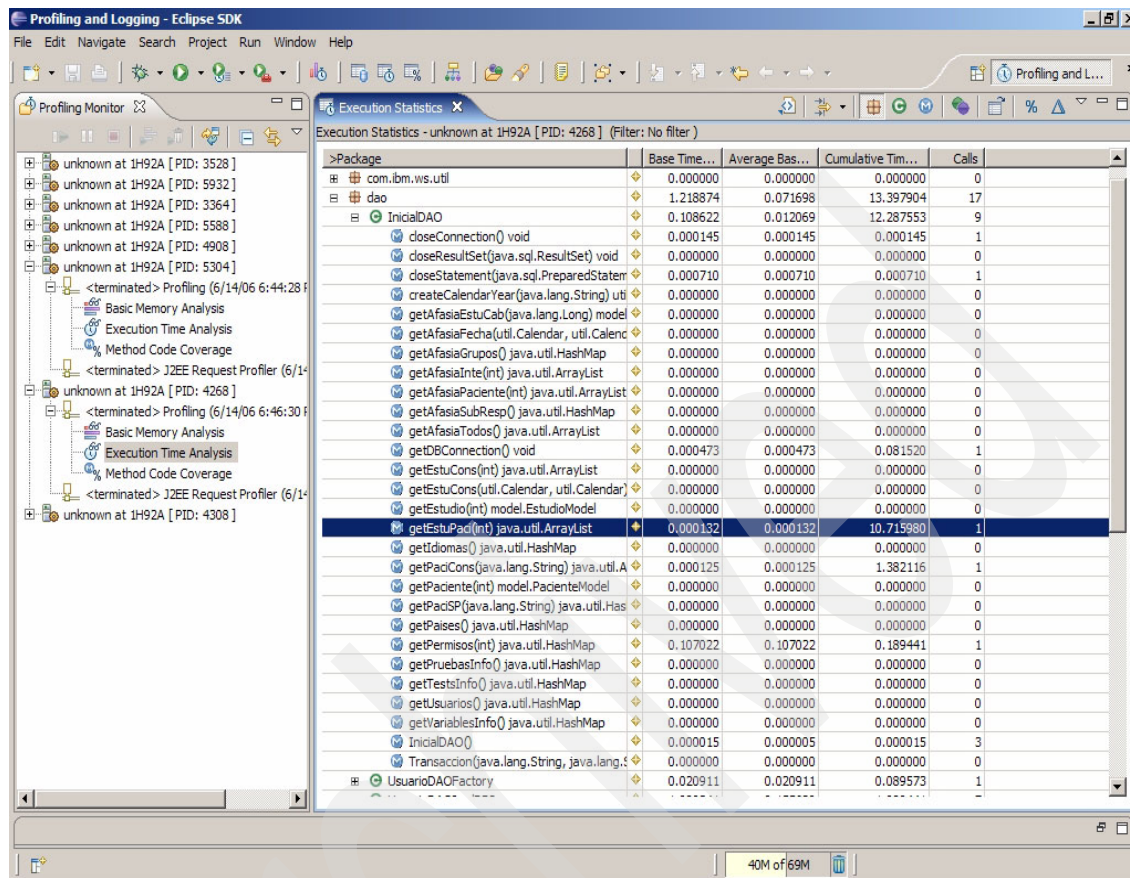 Profiling and Logging - Eclipse SDK
File Edit Navigate Search Project Run Window Help
Profiling and L...
Profiling Monitor
Execution Statistics
Execution Statistics - unknown at 1H92A [ PID: 4268 ] (Filter: No filter )
unknown at 1H92A [ PID: 3528 ]
unknown at 1H92A [ PID: 5932 ]
unknown at 1H92A [ PID: 3364 ]
unknown at 1H92A [ PID: 5588 ]
unknown at 1H92A [ PID: 4908 ]
unknown at 1H92A [ PID: 5304 ]
<terminated> Profiling (6/14/06 6:44:28
Basic Memory Analysis
Execution Time Analysis
Method Code Coverage
<terminated> J2EE Request Profiler (6/14
unknown at 1H92A [ PID: 4268 ]
<terminated> Profiling (6/14/06 6:46:30
Basic Memory Analysis
Execution Time Analysis
Method Code Coverage
<terminated> J2EE Request Profiler (6/14
unknown at 1H92A [ PID: 4308 ]
>Package Base Time... Average Bas... Cumulative Tim... Calls
com.ibm.ws.util 0.000000 0.000000 0.000000 0
dao 1.218874 0.071698 13.397904 17
InicialDAO 0.108622 0.012069 12.287553 9
closeConnection() void 0.000145 0.000145 0.000145 1
closeResultSet(java.sql.ResultSet) void 0.000000 0.000000 0.000000 0
closeStatement(java.sql.PreparedStatem 0.000710 0.000710 0.000710 1
createCalendarYear(java.lang.String) uti 0.000000 0.000000 0.000000 0
getAfasiaEstuCab(java.lang.Long) model 0.000000 0.000000 0.000000 0
getAfasiaFecha(util.Calendar, util.Calenc 0.000000 0.000000 0.000000 0
getAfasiaGrupos() java.util.HashMap 0.000000 0.000000 0.000000 0
getAfasiaInte(int) java.util.ArrayList 0.000000 0.000000 0.000000 0
getAfasiaPaciente(int) java.util.ArrayList 0.000000 0.000000 0.000000 0
getAfasiaSubResp() java.util.HashMap 0.000000 0.000000 0.000000 0
getAfasiaTodos() java.util.ArrayList 0.000000 0.000000 0.000000 0
getDBConnection() void 0.000473 0.000473 0.081520 1
getEstuCons(int) java.util.ArrayList 0.000000 0.000000 0.000000 0
getEstuCons(util.Calendar, util.Calendar) 0.000000 0.000000 0.000000 0
getEstudio(int) model.EstudioModel 0.000000 0.000000 0.000000 0
getEstuPaci(int) java.util.ArrayList 0.000132 0.000132 10.715980 1
getIdiomas() java.util.HashMap 0.000000 0.000000 0.000000 0
getPaciCons(java.lang.String) java.util.A 0.000125 0.000125 1.382116 1
getPaciente(int) model.PacienteModel 0.000000 0.000000 0.000000 0
getPaciSP(java.lang.String) java.util.Has 0.000000 0.000000 0.000000 0
getPaises() java.util.HashMap 0.000000 0.000000 0.000000 0
getPermisos(int) java.util.HashMap 0.107022 0.107022 0.189441 1
getPruebasInfo() java.util.HashMap 0.000000 0.000000 0.000000 0
getTestsInfo() java.util.HashMap 0.000000 0.000000 0.000000 0
getUsuarios() java.util.HashMap 0.000000 0.000000 0.000000 0
getVariablesInfo() java.util.HashMap 0.000000 0.000000 0.000000 0
InicialDAO() 0.000015 0.000005 0.000015 3
Transaccion(java.lang.String, java.lang.S 0.000000 0.000000 0.000000 0
UsuarioDAOFactory 0.020911 0.020911 0.089573 1
40M of 69M